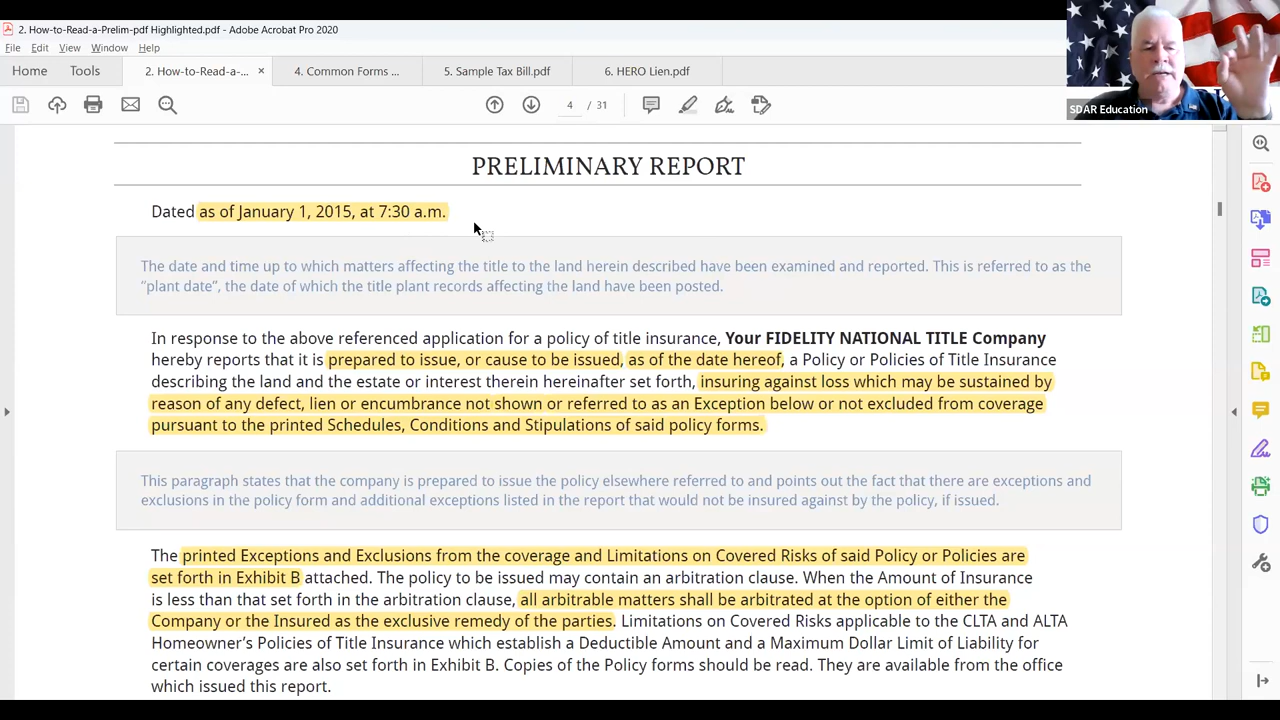 2. How-to-Read-a-Prelim-pdf Highlighted.pdf - Adobe Acrobat Pro 2020
File Edit View Window Help
Home Tools 2. How-to-Read-a-... × 4. Common Forms ... 5. Sample Tax Bill.pdf 6. HERO Lien.pdf
4 / 31
SDAR Education
PRELIMINARY REPORT
Dated as of January 1, 2015, at 7:30 a.m.
The date and time up to which matters affecting the title to the land herein described have been examined and reported. This is referred to as the
“plant date”, the date of which the title plant records affecting the land have been posted.
In response to the above referenced application for a policy of title insurance, Your FIDELITY NATIONAL TITLE Company
hereby reports that it is prepared to issue, or cause to be issued, as of the date hereof, a Policy or Policies of Title Insurance
describing the land and the estate or interest therein hereinafter set forth, insuring against loss which may be sustained by
reason of any defect, lien or encumbrance not shown or referred to as an Exception below or not excluded from coverage
pursuant to the printed Schedules, Conditions and Stipulations of said policy forms.
This paragraph states that the company is prepared to issue the policy elsewhere referred to and points out the fact that there are exceptions and
exclusions in the policy form and additional exceptions listed in the report that would not be insured against by the policy, if issued.
The printed Exceptions and Exclusions from the coverage and Limitations on Covered Risks of said Policy or Policies are
set forth in Exhibit B attached. The policy to be issued may contain an arbitration clause. When the Amount of Insurance
is less than that set forth in the arbitration clause, all arbitrable matters shall be arbitrated at the option of either the
Company or the Insured as the exclusive remedy of the parties. Limitations on Covered Risks applicable to the CLTA and ALTA
Homeowner’s Policies of Title Insurance which establish a Deductible Amount and a Maximum Dollar Limit of Liability for
certain coverages are also set forth in Exhibit B. Copies of the Policy forms should be read. They are available from the office
which issued this report.